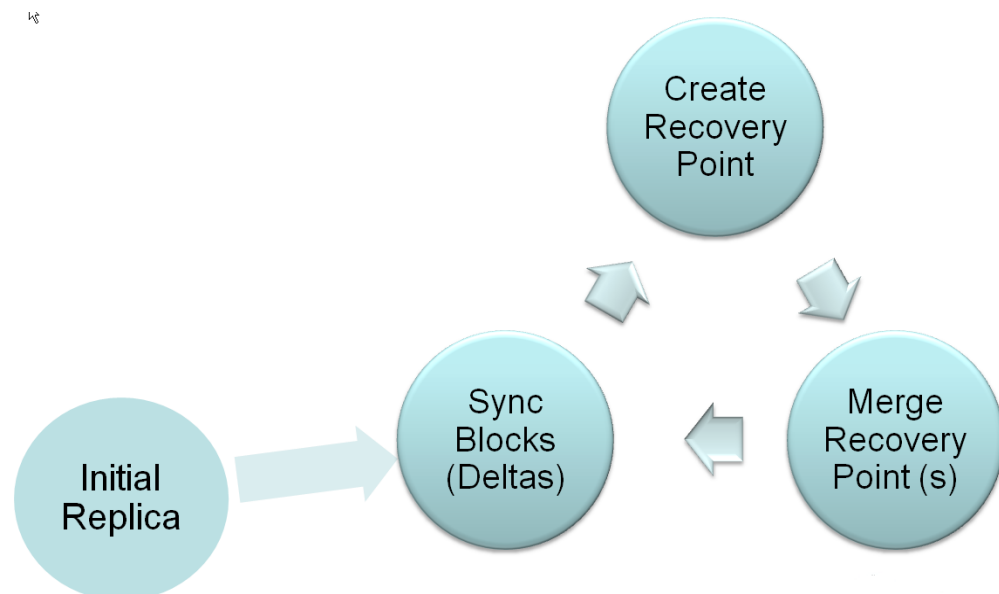 Create
Recovery
Point
Sync
Blocks
(Deltas)
Merge
Recovery
Point (s)
Initial
Replica